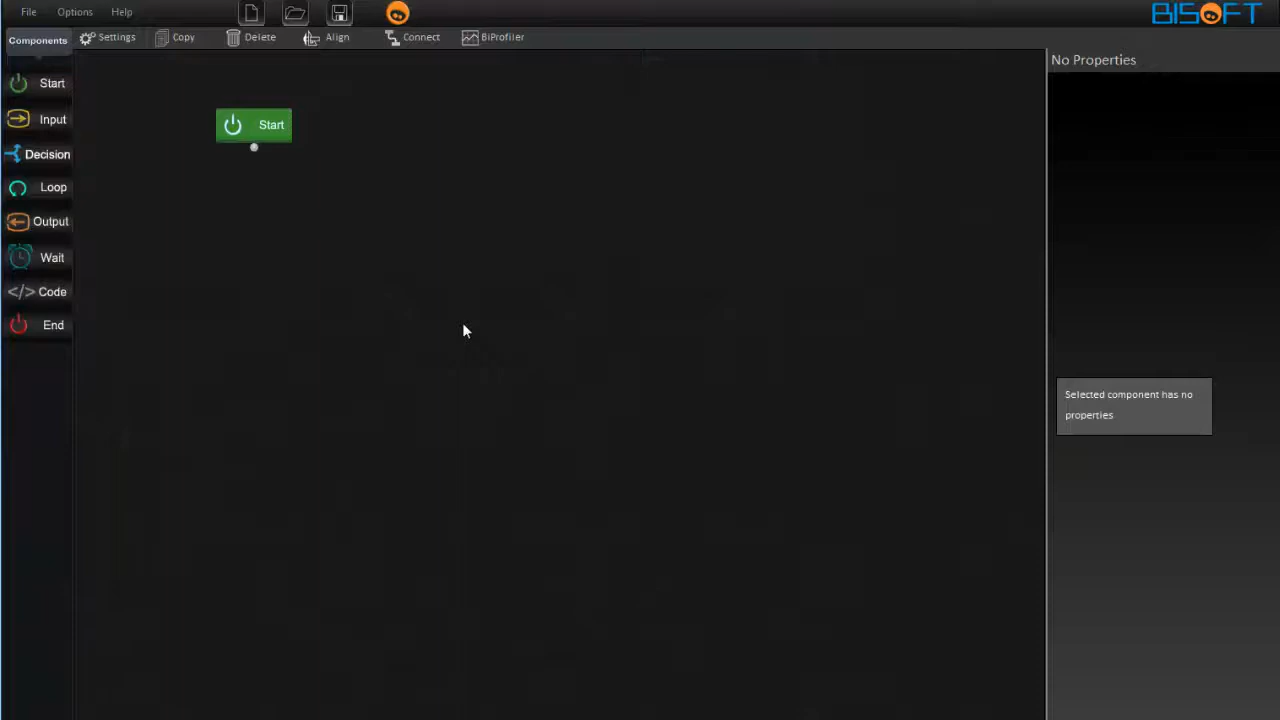 File Options Help
BISOFT
Components Settings Copy Delete Align Connect BiProfiler
No Properties
Start
Input
Decision
Loop
Output
Wait
</> Code
End
Start
Selected component has no
properties